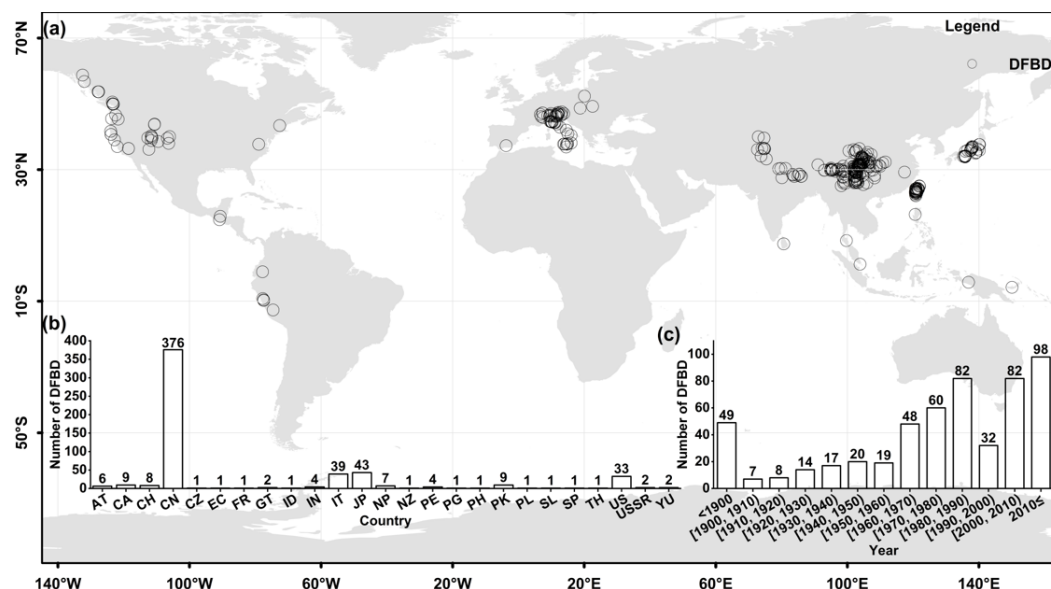 (a)
Legend
DFBD
70°N
30°N
10°S
50°S
(b)
Number of DFBD
400
350
300
250
200
150
100
50
0
6 9 8 376 1 1 1 2 1 4 39 43 7 1 4 1 1 9 1 1 1 1 33 2 2
AT CA CH CN CZ EC FR GT ID IN IT JP NP NZ PE PG PH PK PL SL SP TH US USSR YU
Country
(c)
Number of DFBD
100
80
60
40
20
0
49 7 8 14 17 20 19 48 60 82 32 82 98
<1900 [1900, 1910) [1910, 1920) [1920, 1930) [1930, 1940) [1940, 1950) [1950, 1960) [1960, 1970) [1970, 1980) [1980, 1990) [1990, 2000) [2000, 2010) 2010≤
Year
140°W 100°W 60°W 20°W 20°E 60°E 100°E 140°E